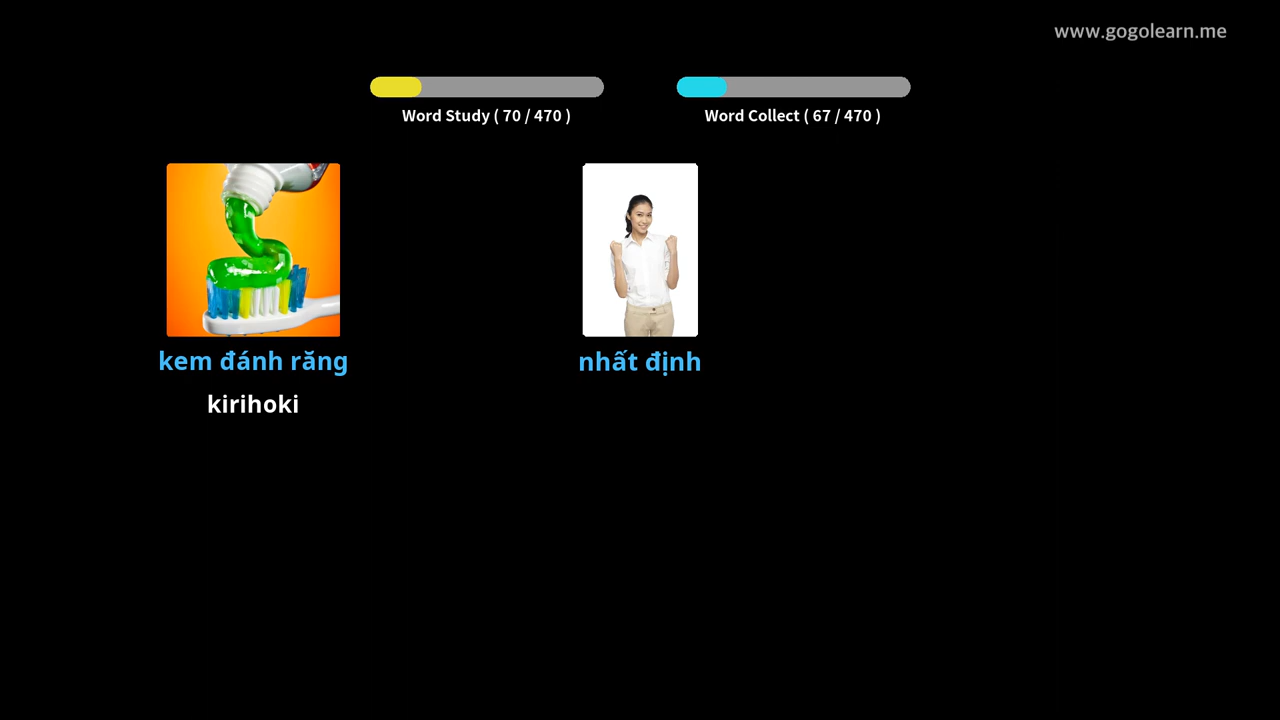 www.gogolearn.me
Word Study ( 70 / 470 )
Word Collect ( 67 / 470 )
kem đánh răng
nhất định
kirihoki